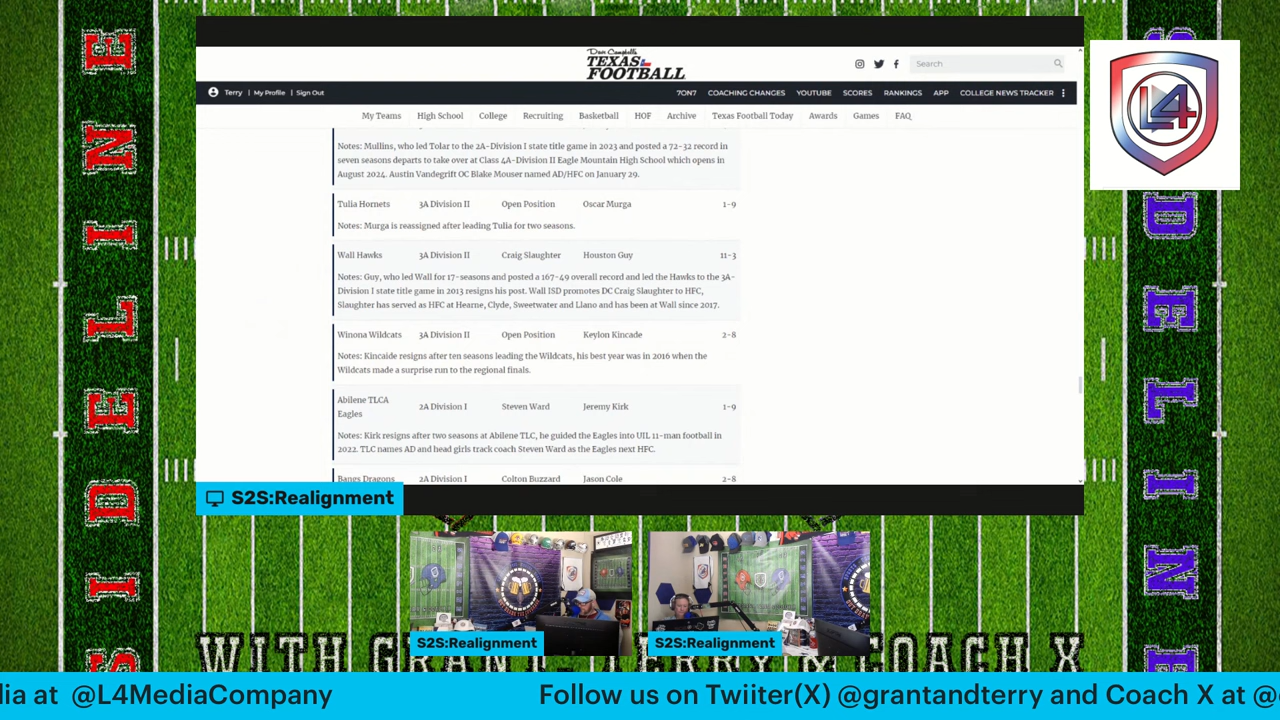 Dave Campbell's
TEXAS
FOOTBALL
Search
Terry | My Profile | Sign Out
7ON7 COACHING CHANGES YOUTUBE SCORES RANKINGS APP COLLEGE NEWS TRACKER
My Teams High School College Recruiting Basketball HOF Archive Texas Football Today Awards Games FAQ
Notes: Mullins, who led Tolar to the 2A-Division I state title game in 2023 and posted a 72-32 record in
seven seasons departs to take over at Class 4A-Division II Eagle Mountain High School which opens in
August 2024. Austin Vandegrift OC Blake Mouser named AD/HFC on January 29.
Tulia Hornets 3A Division II Open Position Oscar Murga 1-9
Notes: Murga is reassigned after leading Tulia for two seasons.
Wall Hawks 3A Division II Craig Slaughter Houston Guy 11-3
Notes: Guy, who led Wall for 17-seasons and posted a 167-49 overall record and led the Hawks to the 3A-
Division I state title game in 2013 resigns his post. Wall ISD promotes DC Craig Slaughter to HFC,
Slaughter has served as HFC at Hearne, Clyde, Sweetwater and Llano and has been at Wall since 2017.
Winona Wildcats 3A Division II Open Position Keylon Kincade 2-8
Notes: Kincaide resigns after ten seasons leading the Wildcats, his best year was in 2016 when the
Wildcats made a surprise run to the regional finals.
Abilene TLCA
Eagles 2A Division I Steven Ward Jeremy Kirk 1-9
Notes: Kirk resigns after two seasons at Abilene TLC, he guided the Eagles into UIL 11-man football in
2022. TLC names AD and head girls track coach Steven Ward as the Eagles next HFC.
Bangs Dragons 2A Division I Colton Buzzard Jason Cole 2-8
L4
S2S:Realignment
S2S:Realignment
S2S:Realignment
SIDELINE
SIDELINE
WITH GRANT, TERRY & COACH X
dia at @L4MediaCompany
Follow us on Twiiter(X) @grantandterry and Coach X at @